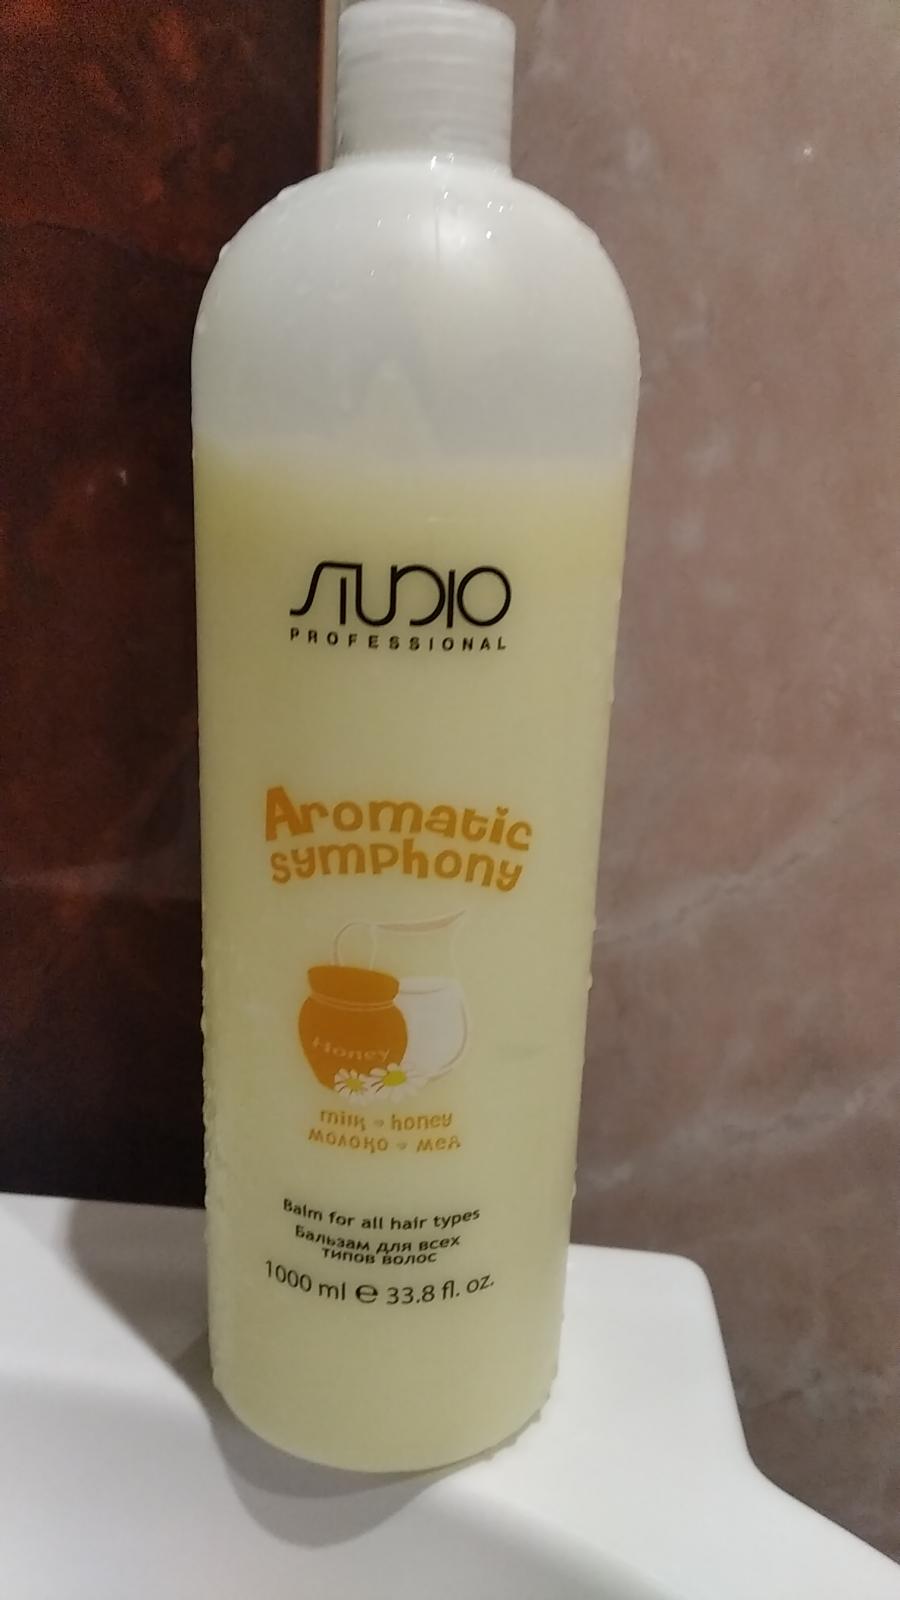 STUDIO
PROFESSIONAL
Aromatic
symphony
Honey
milk - honey
молоко - мед
Balm for all hair types
Бальзам для всех
типов волос
1000 ml ℮ 33.8 fl. oz.